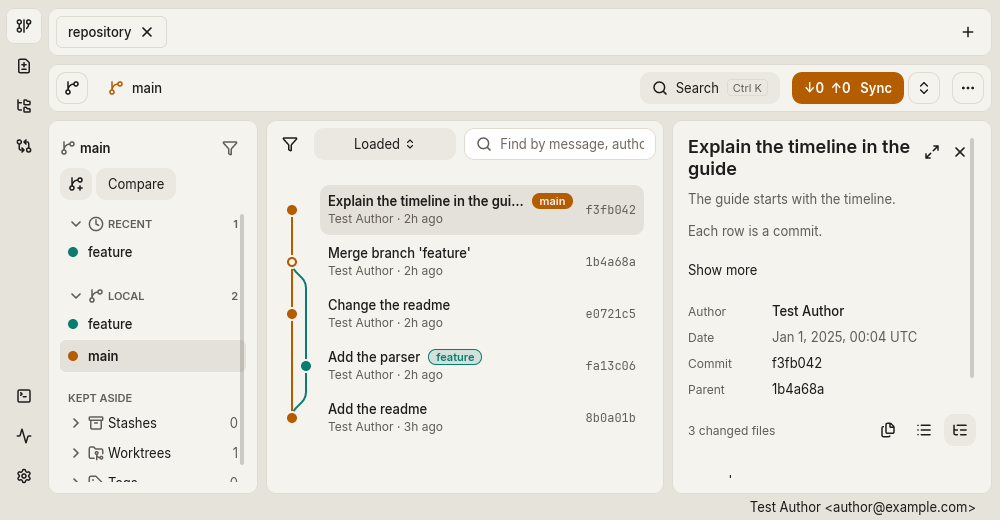 repository
main
Search Ctrl K
↓0 ↑0 Sync
main
Compare
RECENT 1
feature
LOCAL 2
feature
main
KEPT ASIDE
Stashes 0
Worktrees 1
Tags 0
Loaded
Find by message, autho
Explain the timeline in the gui... main f3fb042
Test Author · 2h ago
Merge branch 'feature' 1b4a68a
Test Author · 2h ago
Change the readme e0721c5
Test Author · 2h ago
Add the parser feature fa13c06
Test Author · 2h ago
Add the readme 8b0a01b
Test Author · 3h ago
Explain the timeline in the
guide
The guide starts with the timeline.
Each row is a commit.
Show more
Author Test Author
Date Jan 1, 2025, 00:04 UTC
Commit f3fb042
Parent 1b4a68a
3 changed files
Test Author <author@example.com>